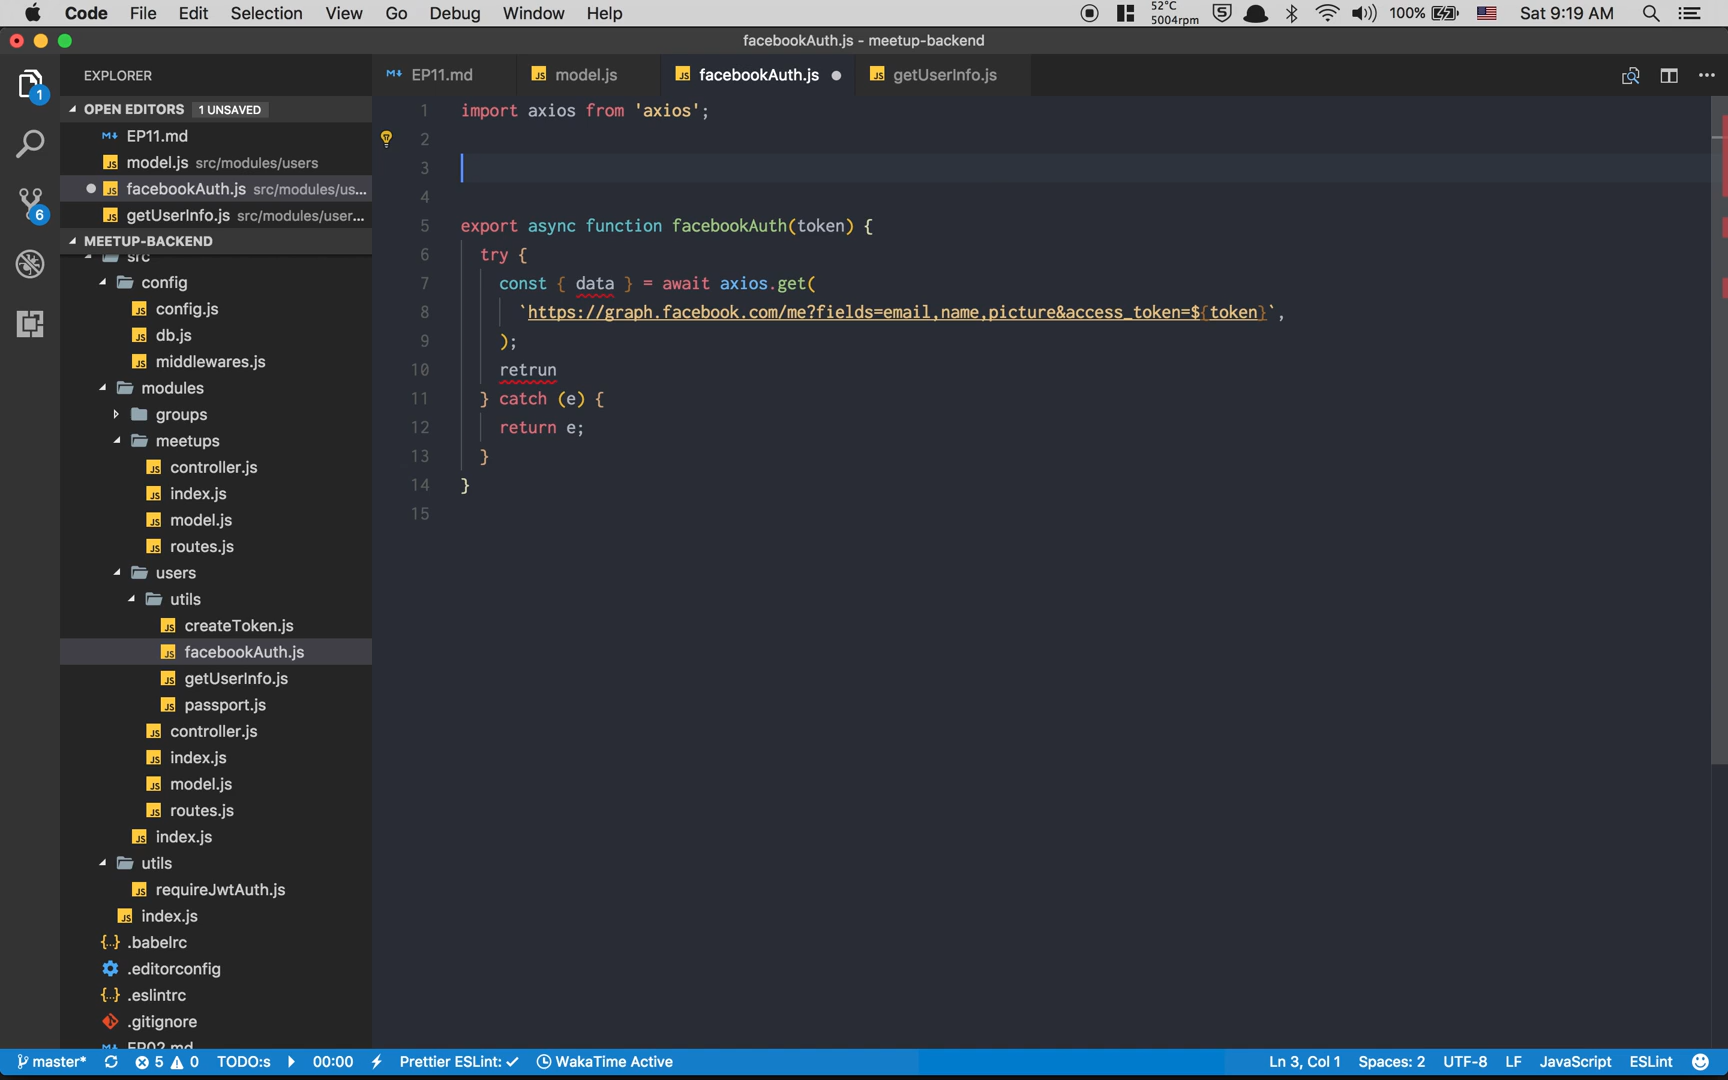 Code File Edit Selection View Go Debug Window Help 52°C 5004rpm 100% Sat 9:19 AM
facebookAuth.js - meetup-backend
EXPLORER
EP11.md model.js facebookAuth.js getUserInfo.js
1
OPEN EDITORS 1 UNSAVED
EP11.md
model.js src/modules/users
facebookAuth.js src/modules/us...
getUserInfo.js src/modules/user...
6
MEETUP-BACKEND
src
config
config.js
db.js
middlewares.js
modules
groups
meetups
controller.js
index.js
model.js
routes.js
users
utils
createToken.js
facebookAuth.js
getUserInfo.js
passport.js
controller.js
index.js
model.js
routes.js
index.js
utils
requireJwtAuth.js
index.js
.babelrc
.editorconfig
.eslintrc
.gitignore
EP02.md
1 import axios from 'axios';
2
3
4
5 export async function facebookAuth(token) {
6 try {
7 const { data } = await axios.get(
8 `https://graph.facebook.com/me?fields=email,name,picture&access_token=${token}`,
9 );
10 retrun
11 } catch (e) {
12 return e;
13 }
14 }
15
master* 5 0 TODO:s 00:00 Prettier ESLint: ✓ WakaTime Active Ln 3, Col 1 Spaces: 2 UTF-8 LF JavaScript ESLint